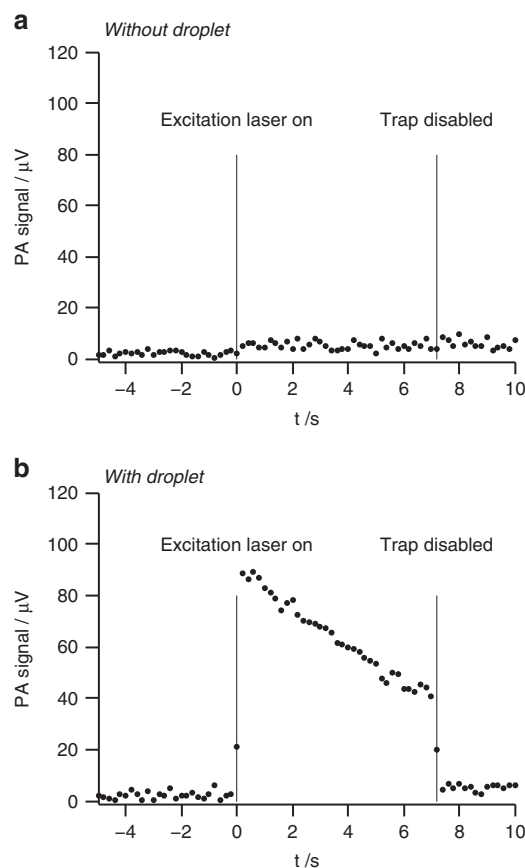 a
Without droplet
120
100
80
60
40
20
0
PA signal / μV
Excitation laser on
Trap disabled
−4
−2
0
2
4
6
8
10
t /s
b
With droplet
120
100
80
60
40
20
0
PA signal / μV
Excitation laser on
Trap disabled
−4
−2
0
2
4
6
8
10
t /s